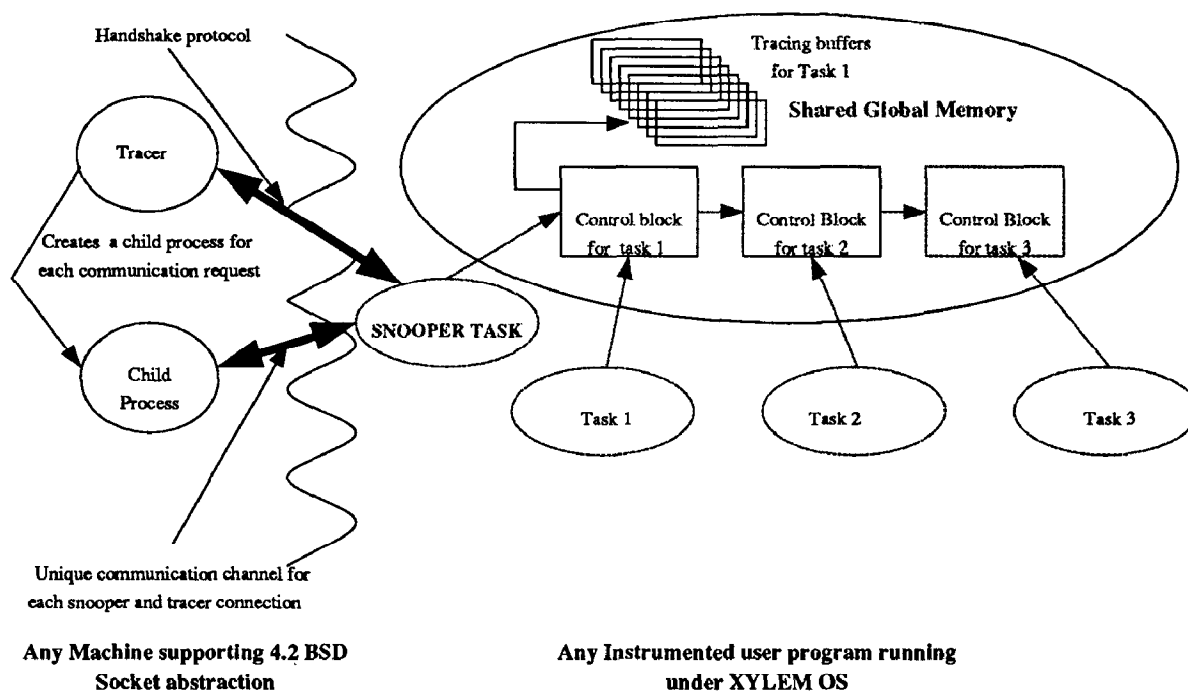 Handshake protocol
Tracer
Creates a child process for
each communication request
Child
Process
Unique communication channel for
each snooper and tracer connection
Any Machine supporting 4.2 BSD
Socket abstraction
SNOOPER TASK
Tracing buffers
for Task 1
Shared Global Memory
Control block
for task 1
Control Block
for task 2
Control Block
for task 3
Task 1
Task 2
Task 3
Any Instrumented user program running
under XYLEM OS